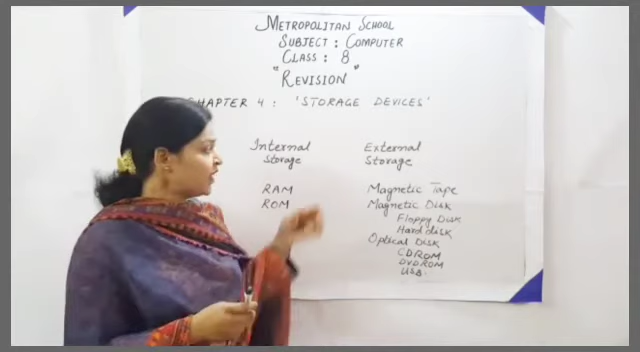 METROPOLITAN SCHOOL
SUBJECT : COMPUTER
CLASS : 8
"REVISION"
HAPTER 4 : 'STORAGE DEVICES'
Internal Storage
RAM
ROM
External Storage
Magnetic Tape
Magnetic Disk
Floppy Disk
Hard disk
Optical Disk
CDROM
DVDROM
USB